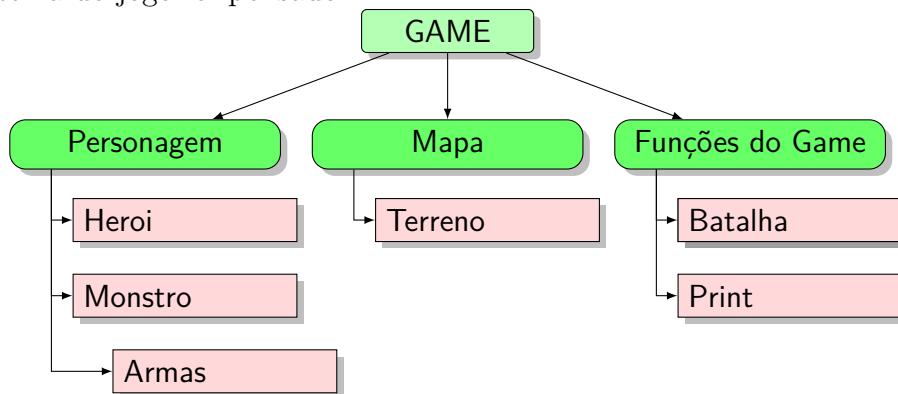 GAME
Personagem
Mapa
Funções do Game
Heroi
Terreno
Batalha
Monstro
Print
Armas